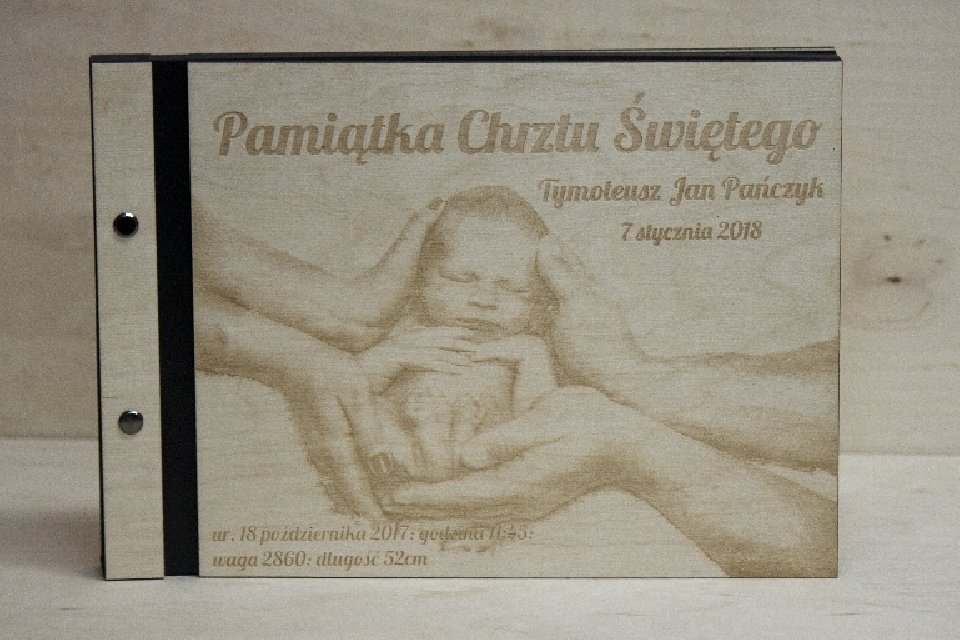 Pamiątka Chrztu Świętego
Tymoteusz Jan Pańczyk
7 stycznia 2018
ur. 18 października 2017; godzina 11:45;
waga 2860; długość 52cm